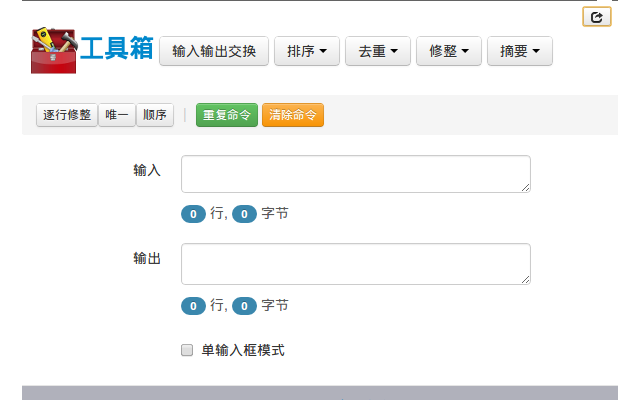 工具箱 输入输出交换 排序 去重 修整 摘要
逐行修整 唯一 顺序 重复命令 清除命令
输入
0 行, 0 字节
输出
0 行, 0 字节
单输入框模式